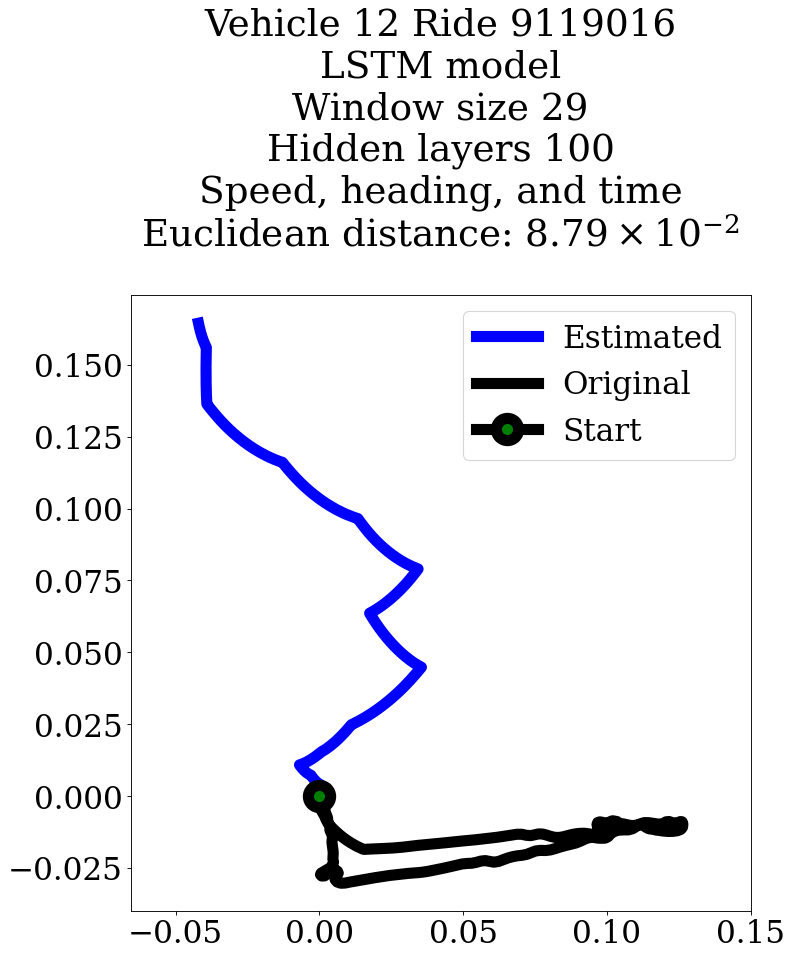 Vehicle 12 Ride 9119016
LSTM model
Window size 29
Hidden layers 100
Speed, heading, and time
Euclidean distance: 8.79 × 10⁻²
Estimated
Original
Start
0.150
0.125
0.100
0.075
0.050
0.025
0.000
−0.025
−0.05 0.00 0.05 0.10 0.15